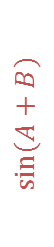 sin(A + B)